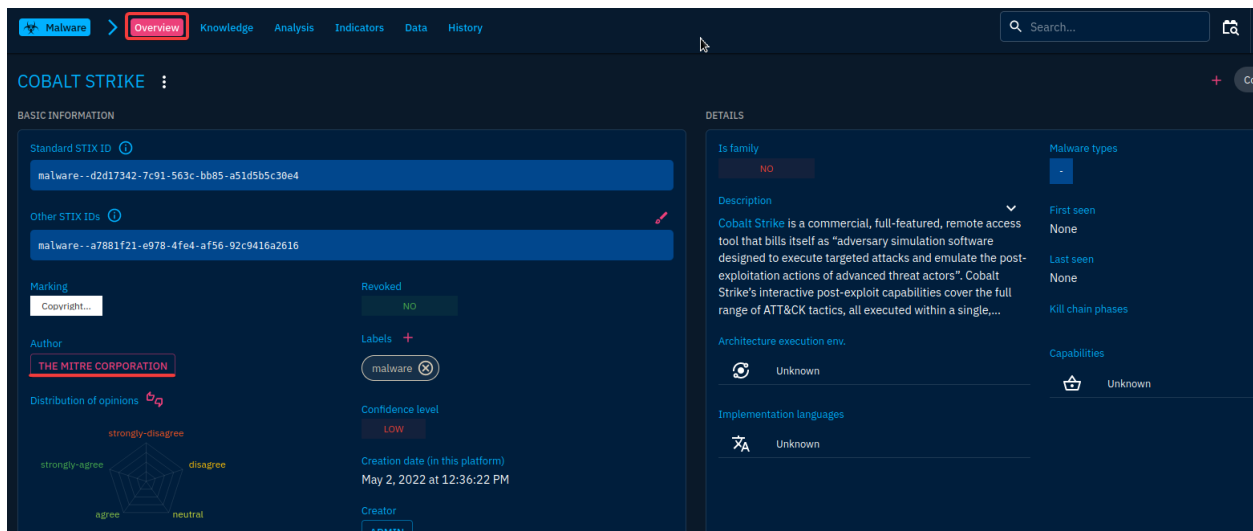 Malware
Overview
Knowledge
Analysis
Indicators
Data
History
Search...
COBALT STRIKE
BASIC INFORMATION
Standard STIX ID
malware--d2d17342-7c91-563c-bb85-a51d5b5c30e4
Other STIX IDs
malware--a7881f21-e978-4fe4-af56-92c9416a2616
Marking
Copyright...
Revoked
NO
Author
THE MITRE CORPORATION
Labels +
malware
Distribution of opinions
strongly-disagree
strongly-agree
disagree
agree
neutral
Confidence level
LOW
Creation date (in this platform)
May 2, 2022 at 12:36:22 PM
Creator
ADMIN
DETAILS
Is family
NO
Description
Cobalt Strike is a commercial, full-featured, remote access
tool that bills itself as “adversary simulation software
designed to execute targeted attacks and emulate the post-
exploitation actions of advanced threat actors”. Cobalt
Strike's interactive post-exploit capabilities cover the full
range of ATT&CK tactics, all executed within a single,...
Architecture execution env.
Unknown
Implementation languages
Unknown
Malware types
-
First seen
None
Last seen
None
Kill chain phases
Capabilities
Unknown